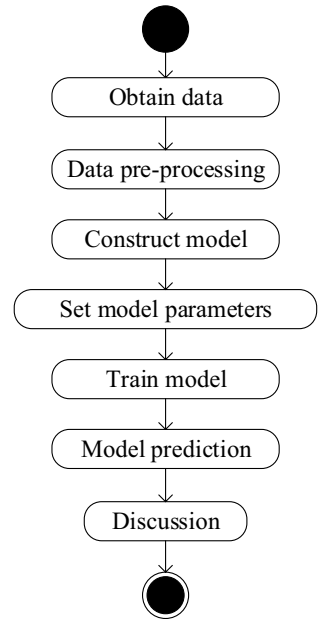 Obtain data
Data pre-processing
Construct model
Set model parameters
Train model
Model prediction
Discussion